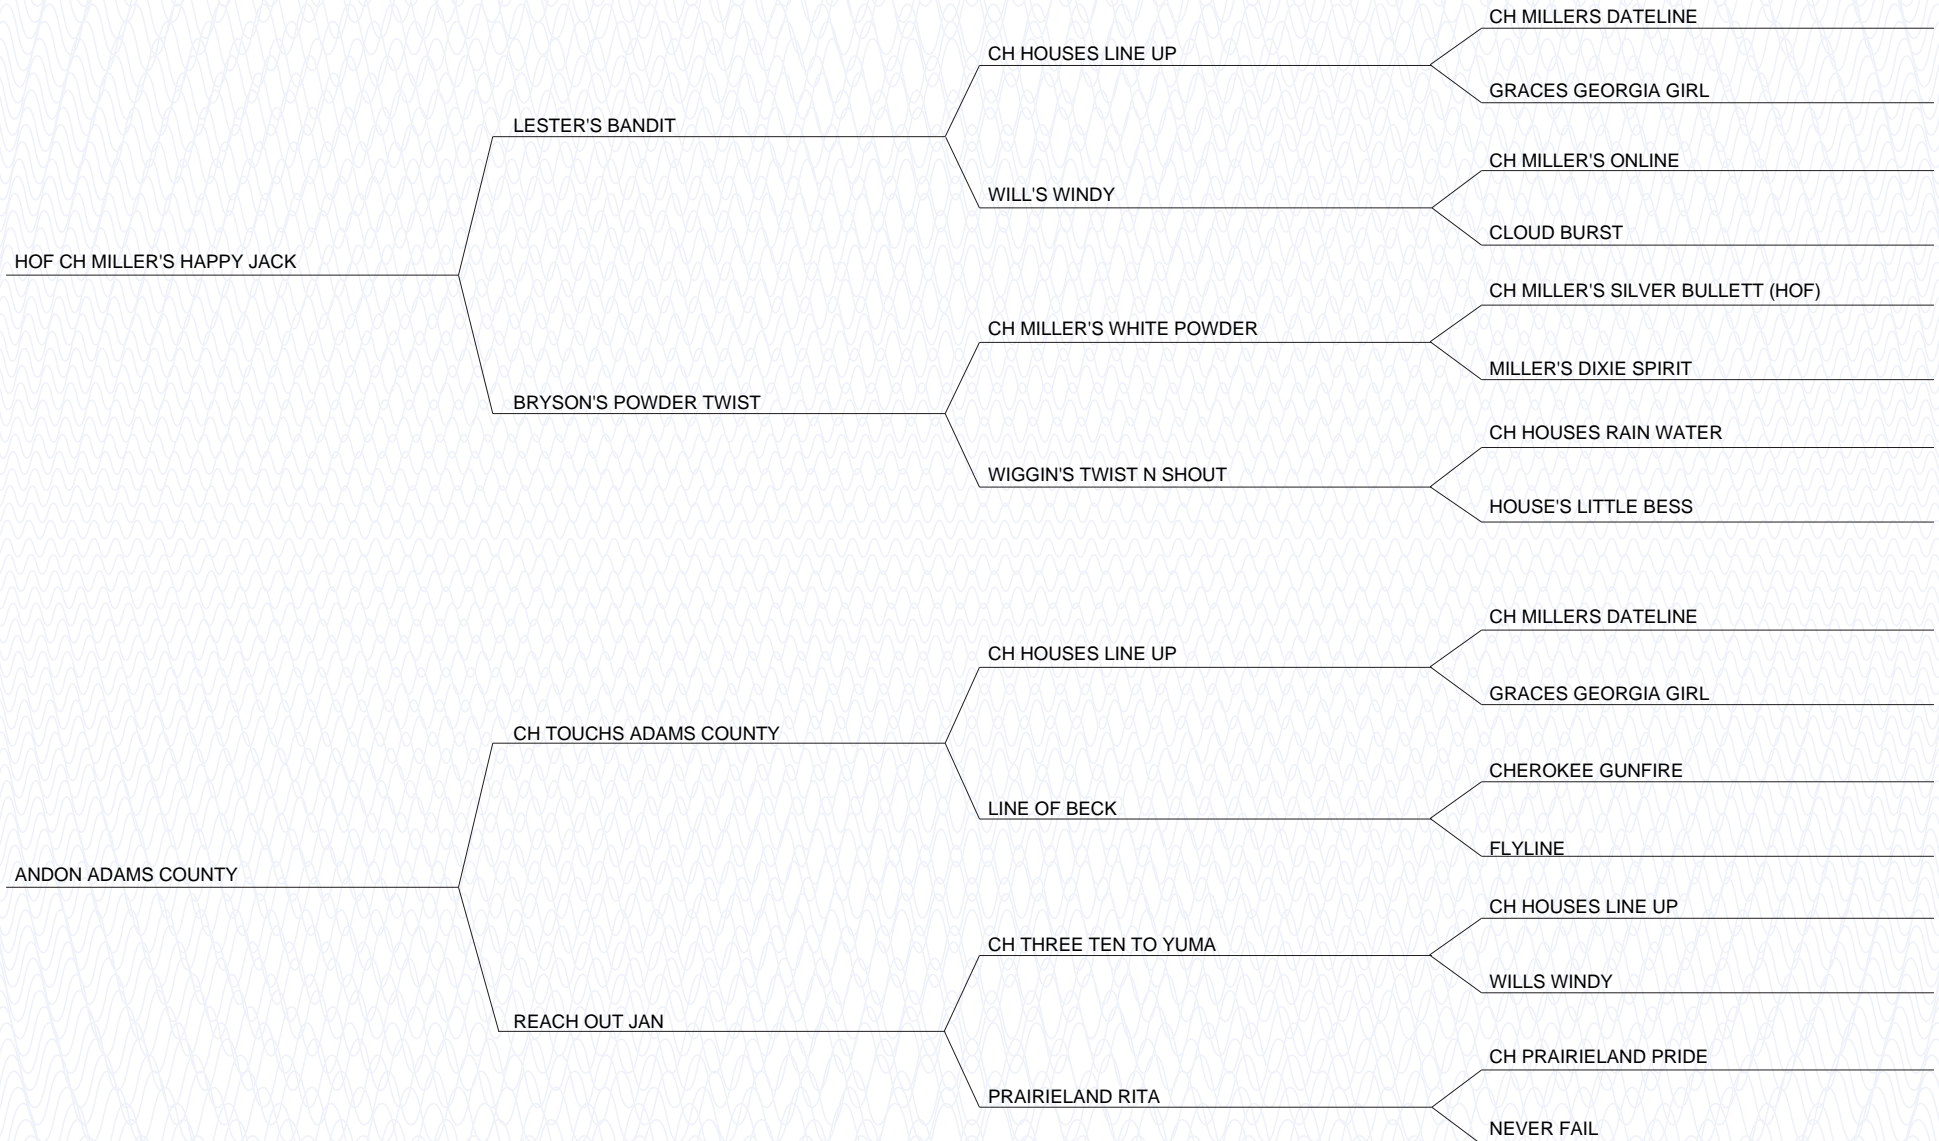 CH MILLERS DATELINE
CH HOUSES LINE UP
GRACES GEORGIA GIRL
LESTER'S BANDIT
CH MILLER'S ONLINE
WILL'S WINDY
CLOUD BURST
HOF CH MILLER'S HAPPY JACK
CH MILLER'S SILVER BULLETT (HOF)
CH MILLER'S WHITE POWDER
MILLER'S DIXIE SPIRIT
BRYSON'S POWDER TWIST
CH HOUSES RAIN WATER
WIGGIN'S TWIST N SHOUT
HOUSE'S LITTLE BESS
CH MILLERS DATELINE
CH HOUSES LINE UP
GRACES GEORGIA GIRL
CH TOUCHS ADAMS COUNTY
CHEROKEE GUNFIRE
LINE OF BECK
FLYLINE
ANDON ADAMS COUNTY
CH HOUSES LINE UP
CH THREE TEN TO YUMA
WILLS WINDY
REACH OUT JAN
CH PRAIRIELAND PRIDE
PRAIRIELAND RITA
NEVER FAIL